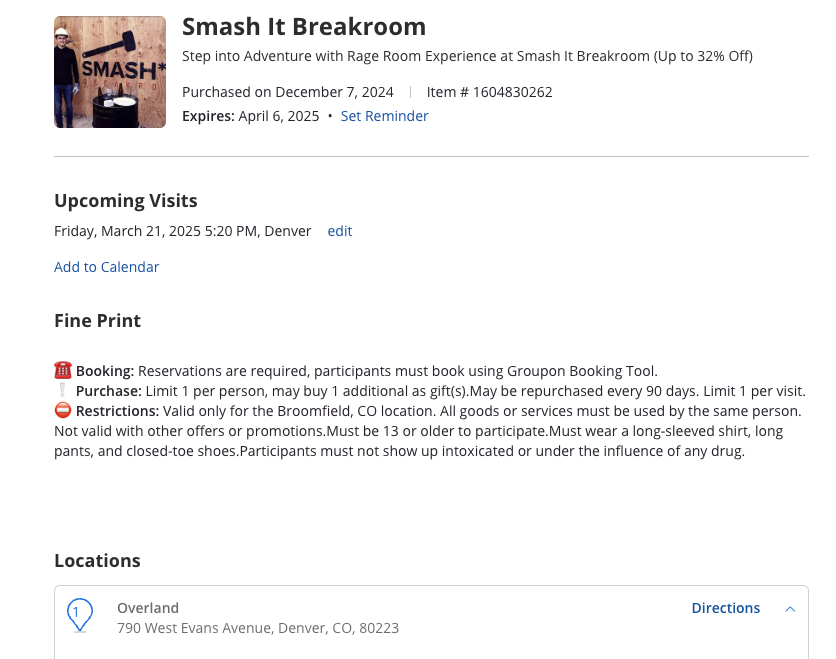 Smash It Breakroom
Step into Adventure with Rage Room Experience at Smash It Breakroom (Up to 32% Off)
SMASH*
Purchased on December 7, 2024 | Item # 1604830262
Expires: April 6, 2025 • Set Reminder
Upcoming Visits
Friday, March 21, 2025 5:20 PM, Denver edit
Add to Calendar
Fine Print
Booking: Reservations are required, participants must book using Groupon Booking Tool.
Purchase: Limit 1 per person, may buy 1 additional as gift(s).May be repurchased every 90 days. Limit 1 per visit.
Restrictions: Valid only for the Broomfield, CO location. All goods or services must be used by the same person.
Not valid with other offers or promotions.Must be 13 or older to participate.Must wear a long-sleeved shirt, long
pants, and closed-toe shoes.Participants must not show up intoxicated or under the influence of any drug.
Locations
1 Overland Directions
790 West Evans Avenue, Denver, CO, 80223